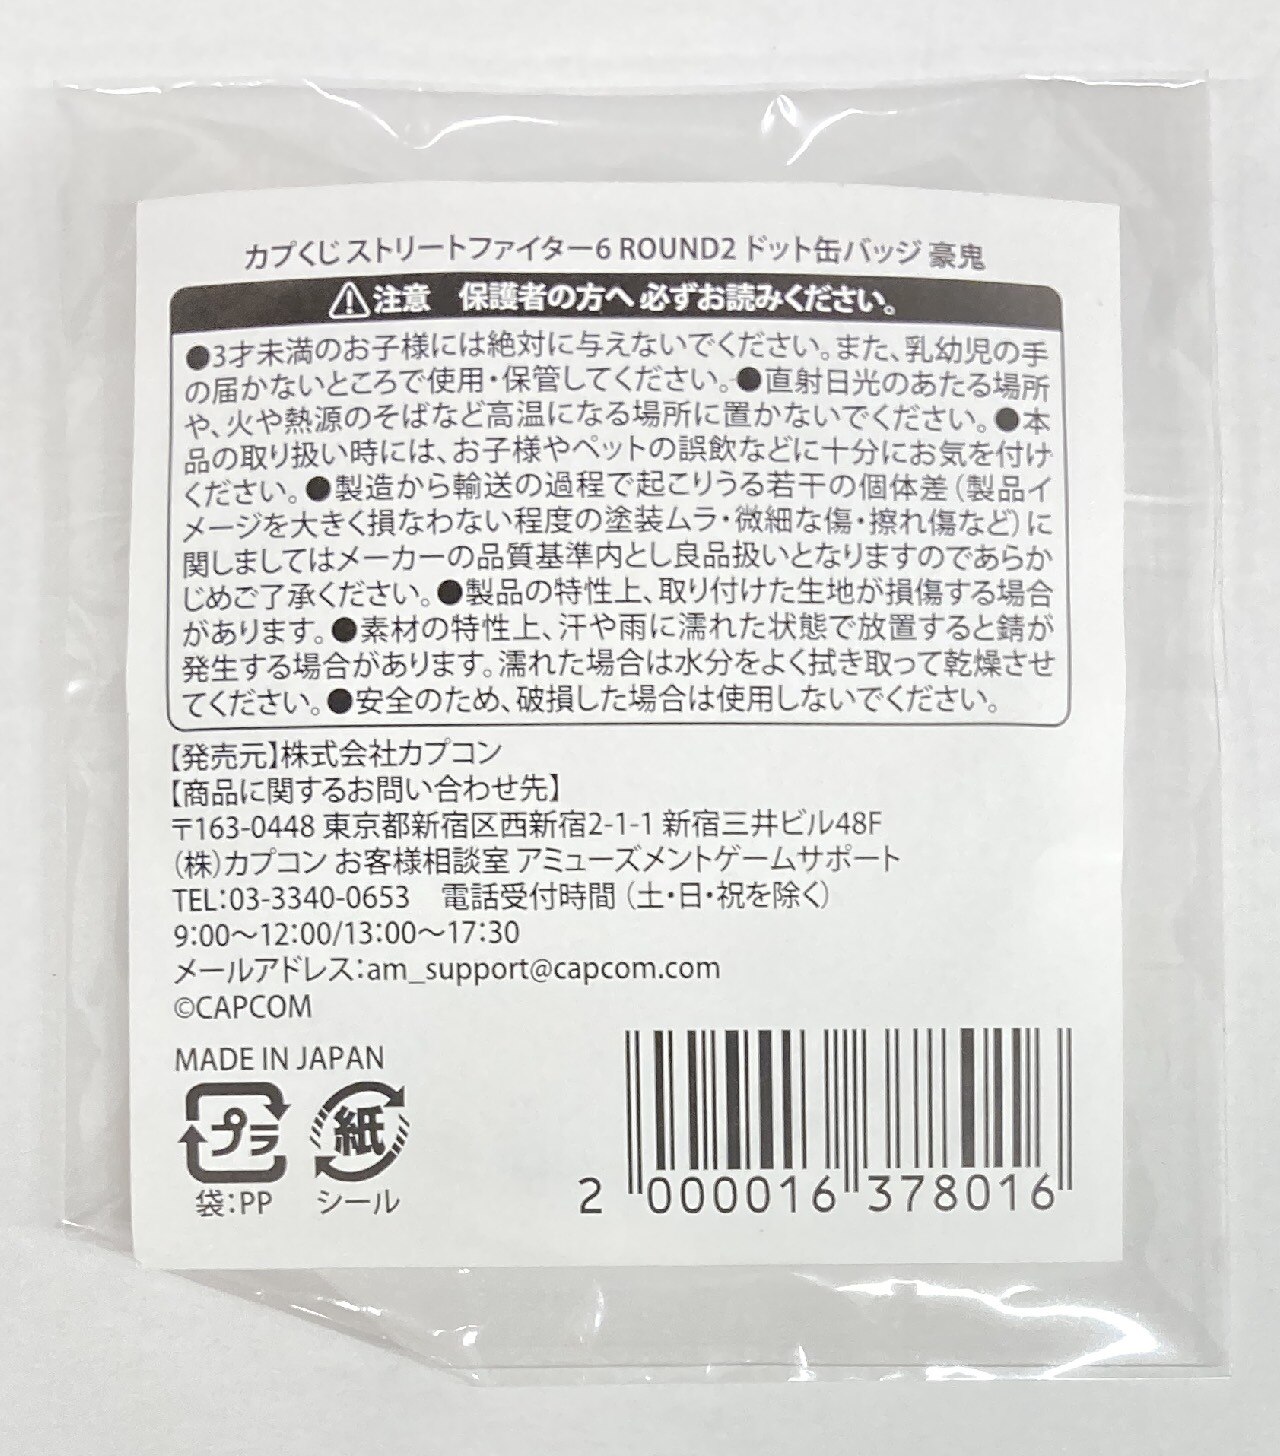 カプくじ ストリートファイター6 ROUND2 ドット缶バッジ 豪鬼
⚠注意　保護者の方へ 必ずお読みください。
●3才未満のお子様には絶対に与えないでください。また、乳幼児の手
の届かないところで使用・保管してください。●直射日光のあたる場所
や、火や熱源のそばなど高温になる場所に置かないでください。●本
品の取り扱い時には、お子様やペットの誤飲などに十分にお気を付け
ください。●製造から輸送の過程で起こりうる若干の個体差(製品イ
メージを大きく損なわない程度の塗装ムラ・微細な傷・擦れ傷など)に
関しましてはメーカーの品質基準内とし良品扱いとなりますのであらか
じめご了承ください。●製品の特性上、取り付けた生地が損傷する場合
があります。●素材の特性上、汗や雨に濡れた状態で放置すると錆が
発生する場合があります。濡れた場合は水分をよく拭き取って乾燥させ
てください。●安全のため、破損した場合は使用しないでください。
【発売元】株式会社カプコン
【商品に関するお問い合わせ先】
〒163-0448 東京都新宿区西新宿2-1-1 新宿三井ビル48F
(株)カプコン お客様相談室 アミューズメントゲームサポート
TEL:03-3340-0653　電話受付時間 (土・日・祝を除く)
9:00～12:00/13:00～17:30
メールアドレス:am_support@capcom.com
©CAPCOM
MADE IN JAPAN
プラ 紙
袋:PP シール
2 000016 378016